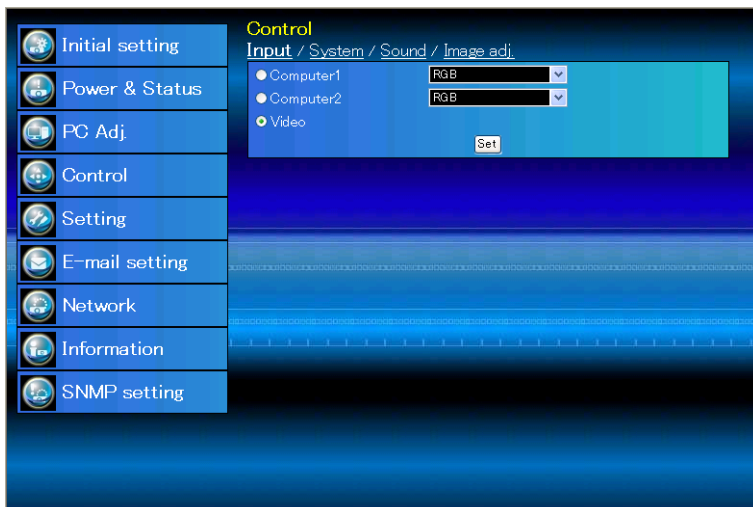 Initial setting
Power & Status
PC Adj.
Control
Setting
E-mail setting
Network
Information
SNMP setting
Control
Input / System / Sound / Image adj.
Computer1 RGB
Computer2 RGB
Video
Set